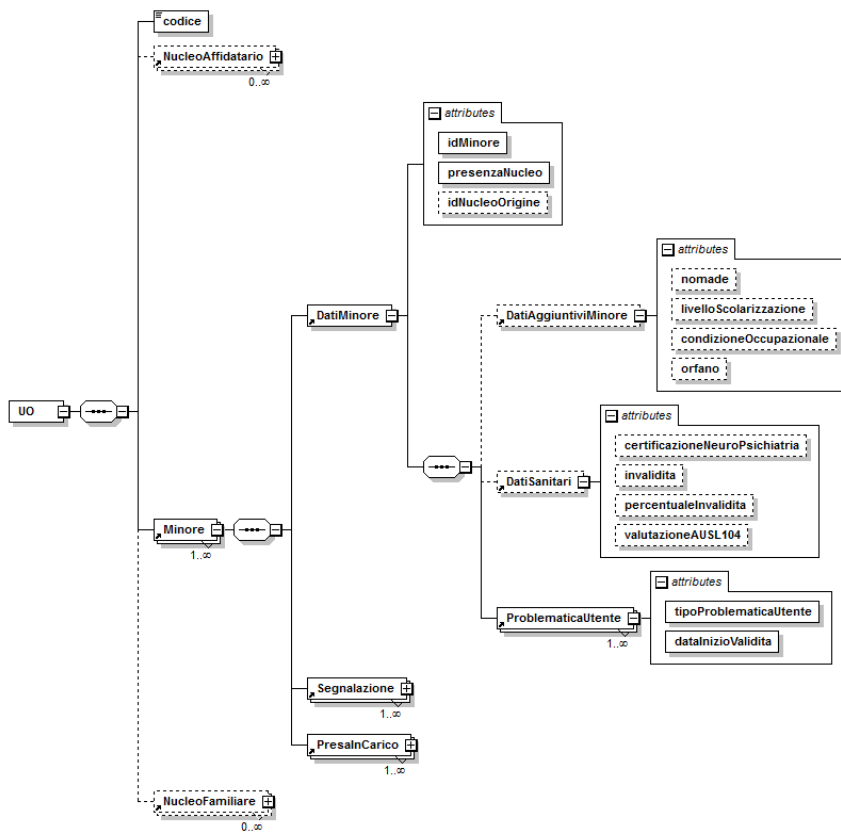 codice
NucleoAffidatario
0..∞
attributes
idMinore
presenzaNucleo
idNucleoOrigine
attributes
nomade
livelloScolarizzazione
condizioneOccupazionale
orfano
DatiMinore
DatiAggiuntiviMinore
UO
attributes
certificazioneNeuroPsichiatria
invalidita
percentualeInvalidita
valutazioneAUSL104
DatiSanitari
Minore
1..∞
attributes
tipoProblematicaUtente
dataInizioValidita
ProblematicaUtente
1..∞
Segnalazione
1..∞
PresaInCarico
1..∞
NucleoFamiliare
0..∞